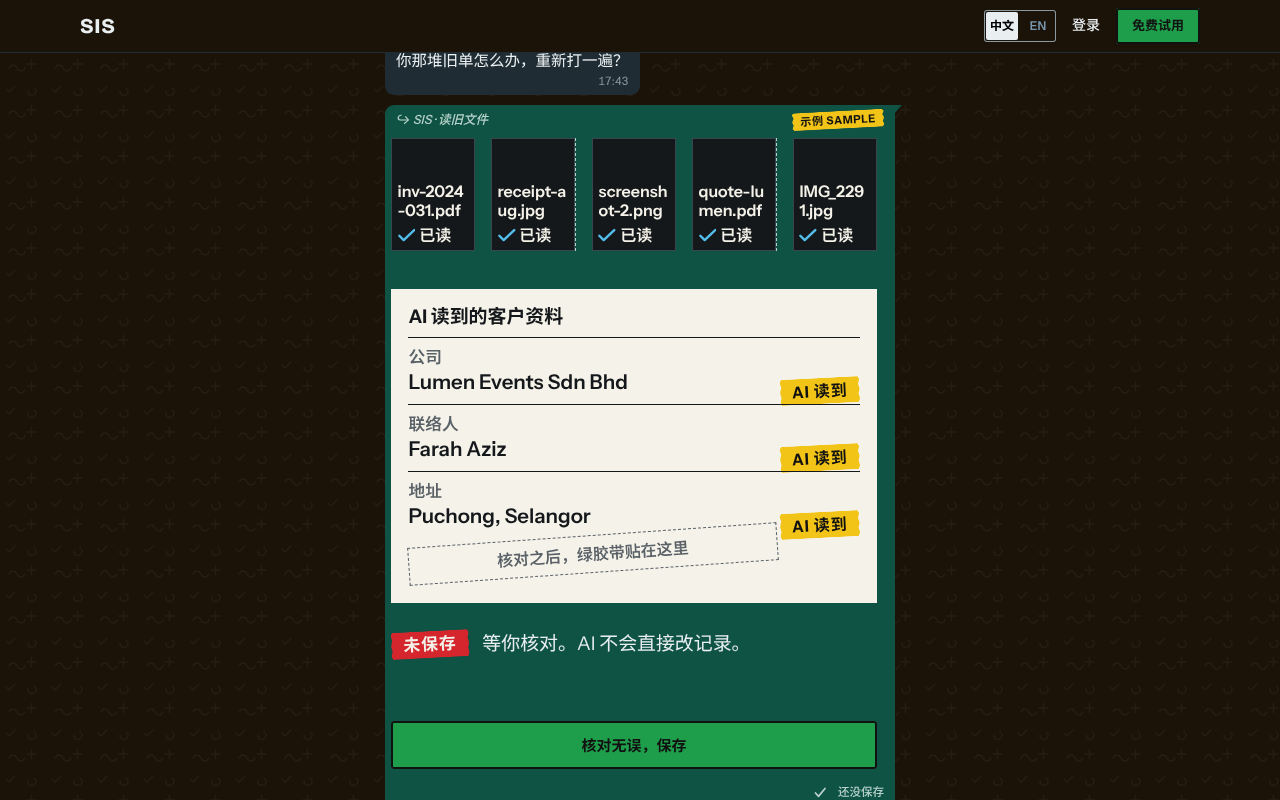 SIS
中文 EN 登录 免费试用
你那堆旧单怎么办，重新打一遍？
17:43
SIS · 读旧文件
示例 SAMPLE
inv-2024
-031.pdf
已读
receipt-a
ug.jpg
已读
screensh
ot-2.png
已读
quote-lu
men.pdf
已读
IMG_229
1.jpg
已读
AI 读到的客户资料
公司
Lumen Events Sdn Bhd
AI 读到
联络人
Farah Aziz
AI 读到
地址
Puchong, Selangor
AI 读到
核对之后，绿胶带贴在这里
未保存 等你核对。AI 不会直接改记录。
核对无误，保存
还没保存